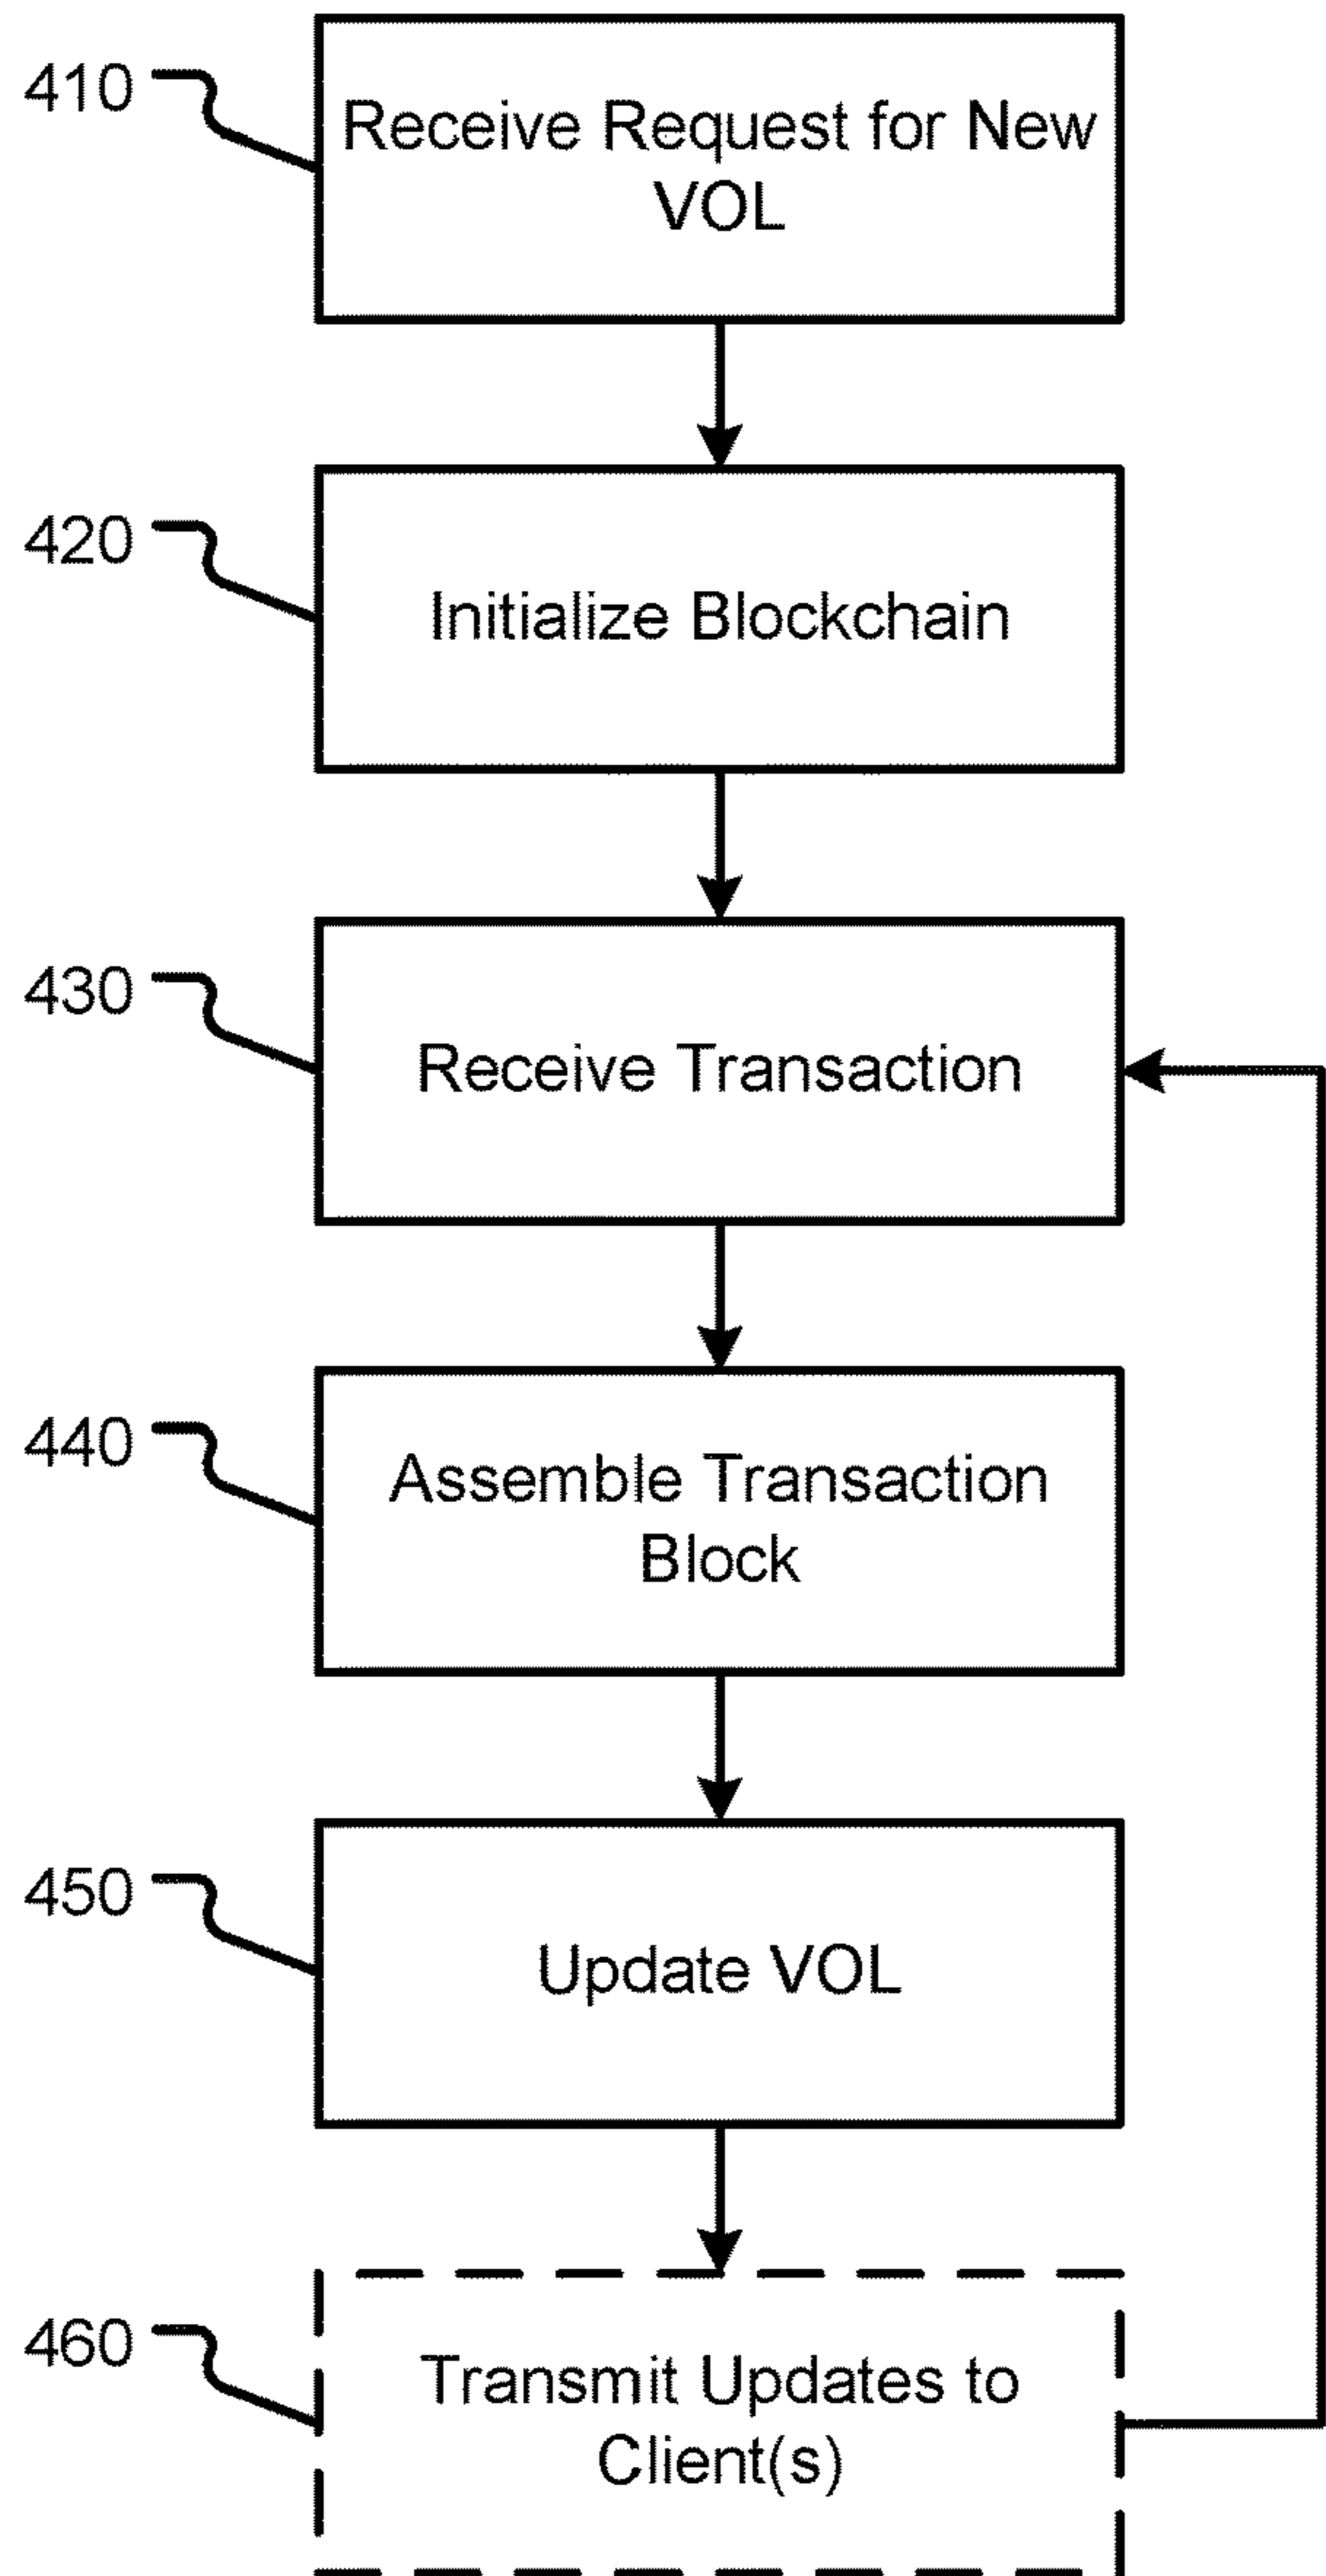 410
Receive Request for New
VOL
420
Initialize Blockchain
430
Receive Transaction
440
Assemble Transaction
Block
450
Update VOL
460
Transmit Updates to
Client(s)